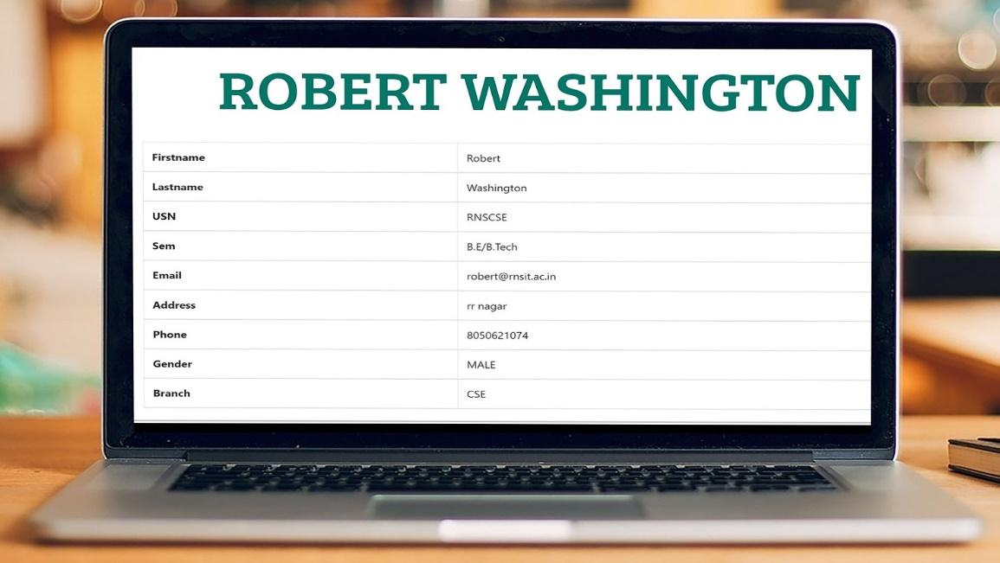 ROBERT WASHINGTON
Firstname Robert
Lastname Washington
USN RNSCSE
Sem B.E/B.Tech
Email robert@rnsit.ac.in
Address rr nagar
Phone 8050621074
Gender MALE
Branch CSE